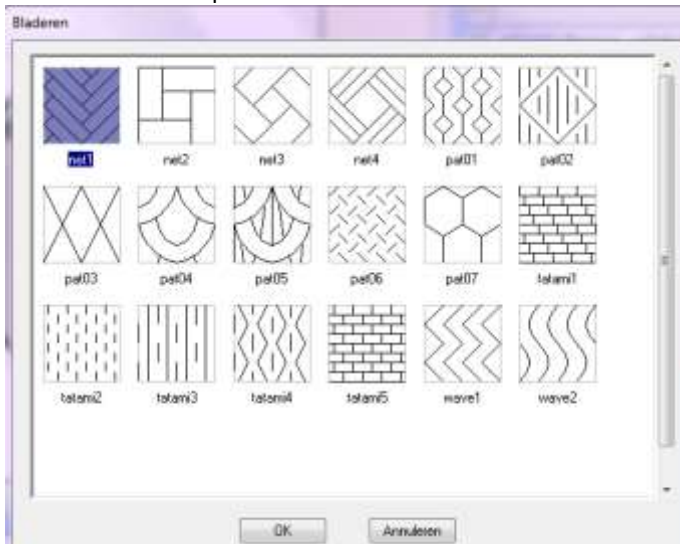 Bladeren
net1 net2 net3 net4 pat01 pat02
pat03 pat04 pat05 pat06 pat07 tatami1
tatami2 tatami3 tatami4 tatami5 wave1 wave2
OK Annuleren